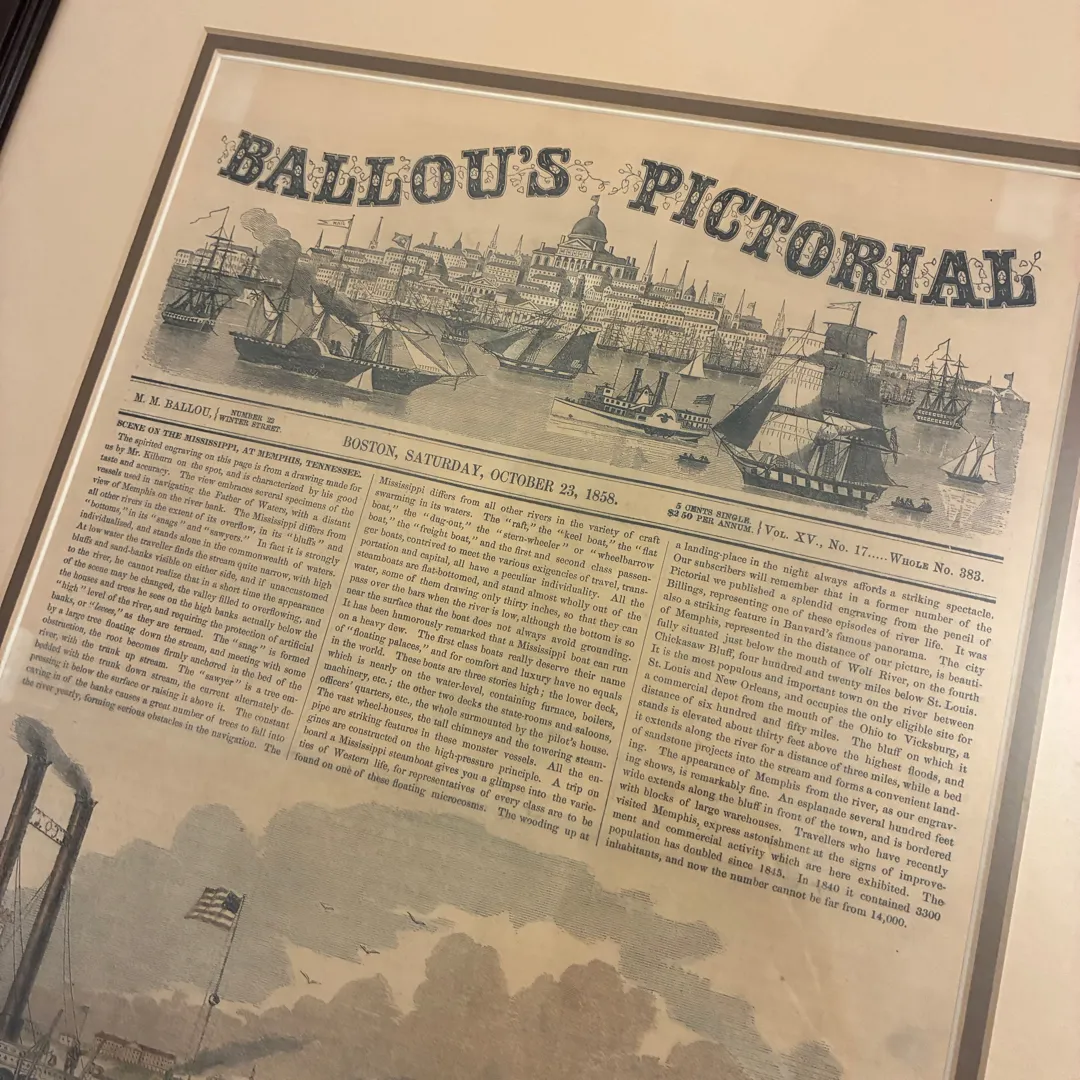 BALLOU'S PICTORIAL
M. M. BALLOU, NUMBER 22 WINTER STREET.
BOSTON, SATURDAY, OCTOBER 23, 1858.
5 CENTS SINGLE. $2 50 PER ANNUM. VOL. XV., No. 17.....WHOLE No. 383.
SCENE ON THE MISSISSIPPI, AT MEMPHIS, TENNESSEE.
The spirited engraving on this page is from a drawing made for
us by Mr. Kilburn on the spot, and is characterized by his good
taste and accuracy. The view embraces several specimens of the
vessels used in navigating the Father of Waters, with a distant
view of Memphis on the river bank. The Mississippi differs from
all other rivers in the extent of its overflow, in its "bluffs" and
"bottoms," in its "snags" and "sawyers." In fact it is strongly
individualized, and stands alone in the commonwealth of waters.
At low water the traveller finds the stream quite narrow, with high
bluffs and sand-banks visible on either side, and if unaccustomed
to the river, he cannot realize that in a short time the appearance
of the scene may be changed, the valley filled to overflowing, and
the houses and trees he sees on the high banks actually below the
"high" level of the river, and requiring the protection of artificial
banks, or "levees," as they are termed. The "snag" is formed
by a large tree floating down the stream, and meeting with some
obstruction, the root becomes firmly anchored in the bed of the
river, with the trunk up stream. The "sawyer" is a tree em-
bedded with the trunk down stream, the current alternately de-
pressing it below the surface or raising it above it. The constant
caving in of the banks causes a great number of trees to fall into
the river yearly, forming serious obstacles in the navigation. The
Mississippi differs from all other rivers in the variety of craft
swarming in its waters. The "raft," the "keel boat," the "flat
boat," the "dug-out," the "stern-wheeler" or "wheelbarrow
boat," the "freight boat," and the first and second class passen-
ger boats, contrived to meet the various exigencies of travel, trans-
portation and capital, all have a peculiar individuality. All the
steamboats are flat-bottomed, and stand almost wholly out of the
water, some of them drawing only thirty inches, so that they can
pass over the bars when the river is low, although the bottom is so
near the surface that the boat does not always avoid grounding.
It has been humorously remarked that a Mississippi boat can run
on a heavy dew. The first class boats really deserve their name
of "floating palaces," and for comfort and luxury have no equals
in the world. These boats are three stories high; the lower deck,
which is nearly on the water-level, containing furnace, boilers,
machinery, etc.; the other two decks the state-rooms and saloons,
officers' quarters, etc., the whole surmounted by the pilot's house.
The vast wheel-houses, the tall chimneys and the towering steam-
pipe are striking features in these monster vessels. All the en-
gines are constructed on the high-pressure principle. A trip on
board a Mississippi steamboat gives you a glimpse into the varie-
ties of Western life, for representatives of every class are to be
found on one of these floating microcosms. The wooding up at
a landing-place in the night always affords a striking spectacle.
Our subscribers will remember that in a former number of the
Pictorial we published a splendid engraving from the pencil of
Billings, representing one of these episodes of river life. It was
also a striking feature in Banvard's famous panorama. The city
of Memphis, represented in the distance of our picture, is beauti-
fully situated just below the mouth of Wolf River, on the fourth
Chickasaw Bluff, four hundred and twenty miles below St. Louis.
It is the most populous and important town on the river between
St. Louis and New Orleans, and occupies the only eligible site for
a commercial depot from the mouth of the Ohio to Vicksburg, a
distance of six hundred and fifty miles. The bluff on which it
stands is elevated about thirty feet above the highest floods, and
it extends along the river for a distance of three miles, while a bed
of sandstone projects into the stream and forms a convenient land-
ing. The appearance of Memphis from the river, as our engrav-
ing shows, is remarkably fine. An esplanade several hundred feet
wide extends along the bluff in front of the town, and is bordered
with blocks of large warehouses. Travellers who have recently
visited Memphis, express astonishment at the signs of improve-
ment and commercial activity which are here exhibited. The
population has doubled since 1845. In 1840 it contained 3300
inhabitants, and now the number cannot be far from 14,000.